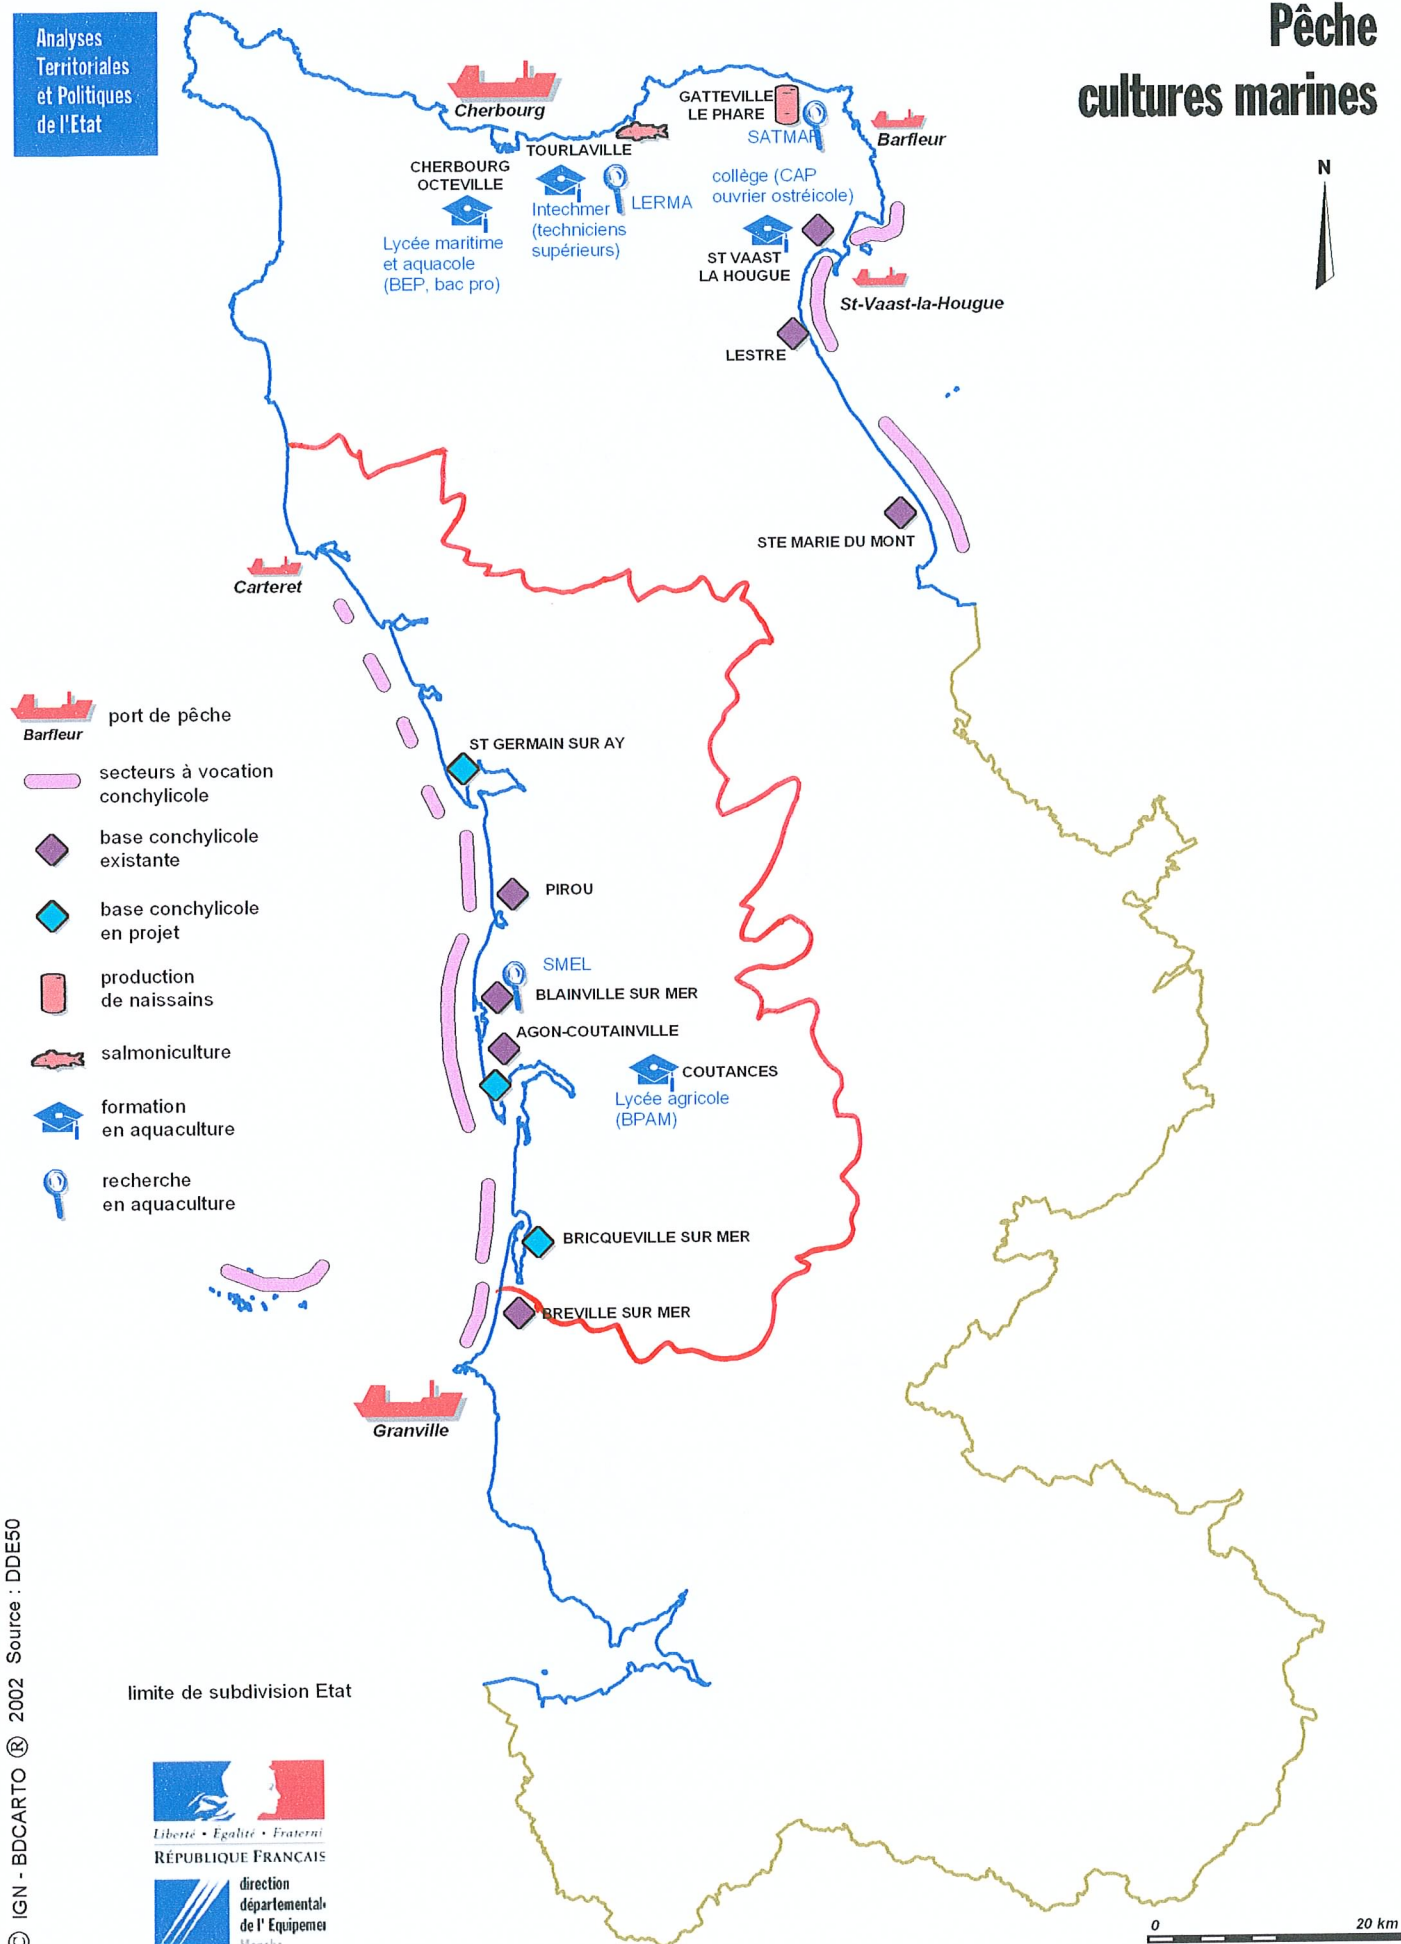 Analyses
Territoriales
et Politiques
de l'Etat
Pêche
cultures marines
N
Cherbourg
GATTEVILLE
LE PHARE
SATMAR
Barfleur
TOURLAVILLE
CHERBOURG
OCTEVILLE
Lycée maritime
et aquacole
(BEP, bac pro)
Intechmer
(techniciens
supérieurs)
LERMA
collège (CAP
ouvrier ostréicole)
ST VAAST
LA HOUGUE
St-Vaast-la-Hougue
LESTRE
STE MARIE DU MONT
Carteret
Barfleur
port de pêche
secteurs à vocation
conchylicole
base conchylicole
existante
base conchylicole
en projet
production
de naissains
salmoniculture
formation
en aquaculture
recherche
en aquaculture
ST GERMAIN SUR AY
PIROU
SMEL
BLAINVILLE SUR MER
AGON-COUTAINVILLE
COUTANCES
Lycée agricole
(BPAM)
BRICQUEVILLE SUR MER
BREVILLE SUR MER
Granville
limite de subdivision Etat
Liberté • Egalité • Fraterni
RÉPUBLIQUE FRANÇAIS
direction
départementale
de l' Equipemen
Manche
© IGN - BDCARTO ® 2002 Source : DDE50
0 20 km